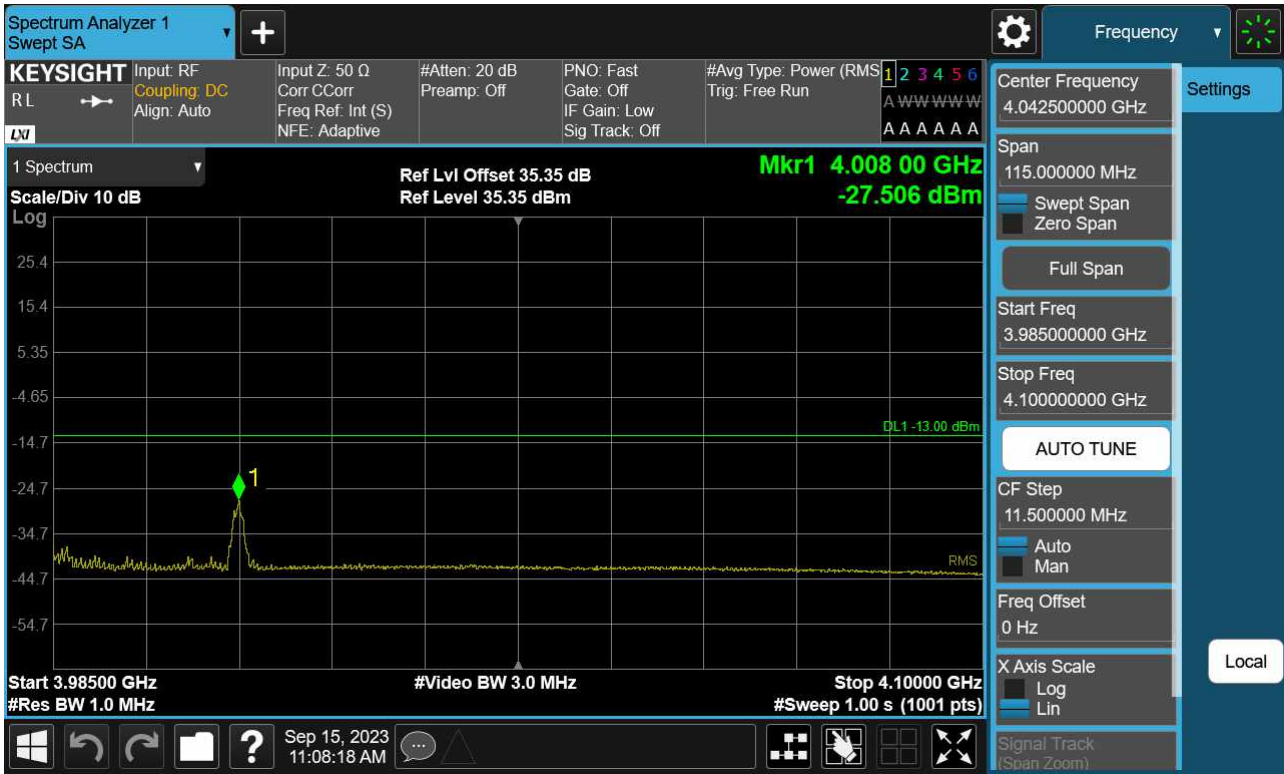 Spectrum Analyzer 1
Swept SA
+
Frequency
KEYSIGHT
R L
LXI
Input: RF
Coupling: DC
Align: Auto
Input Z: 50 Ω
Corr CCorr
Freq Ref: Int (S)
NFE: Adaptive
#Atten: 20 dB
Preamp: Off
PNO: Fast
Gate: Off
IF Gain: Low
Sig Track: Off
#Avg Type: Power (RMS
Trig: Free Run
1 2 3 4 5 6
A W W W W W
A A A A A A
1 Spectrum
Scale/Div 10 dB
Log
Ref Lvl Offset 35.35 dB
Ref Level 35.35 dBm
Mkr1 4.008 00 GHz
-27.506 dBm
25.4
15.4
5.35
-4.65
-14.7
-24.7
-34.7
-44.7
-54.7
DL1 -13.00 dBm
1
RMS
Start 3.98500 GHz
#Res BW 1.0 MHz
#Video BW 3.0 MHz
Stop 4.10000 GHz
#Sweep 1.00 s (1001 pts)
Center Frequency
4.042500000 GHz
Span
115.000000 MHz
Swept Span
Zero Span
Full Span
Start Freq
3.985000000 GHz
Stop Freq
4.100000000 GHz
AUTO TUNE
CF Step
11.500000 MHz
Auto
Man
Freq Offset
0 Hz
X Axis Scale
Log
Lin
Signal Track
(Span Zoom)
Settings
Local
?
Sep 15, 2023
11:08:18 AM